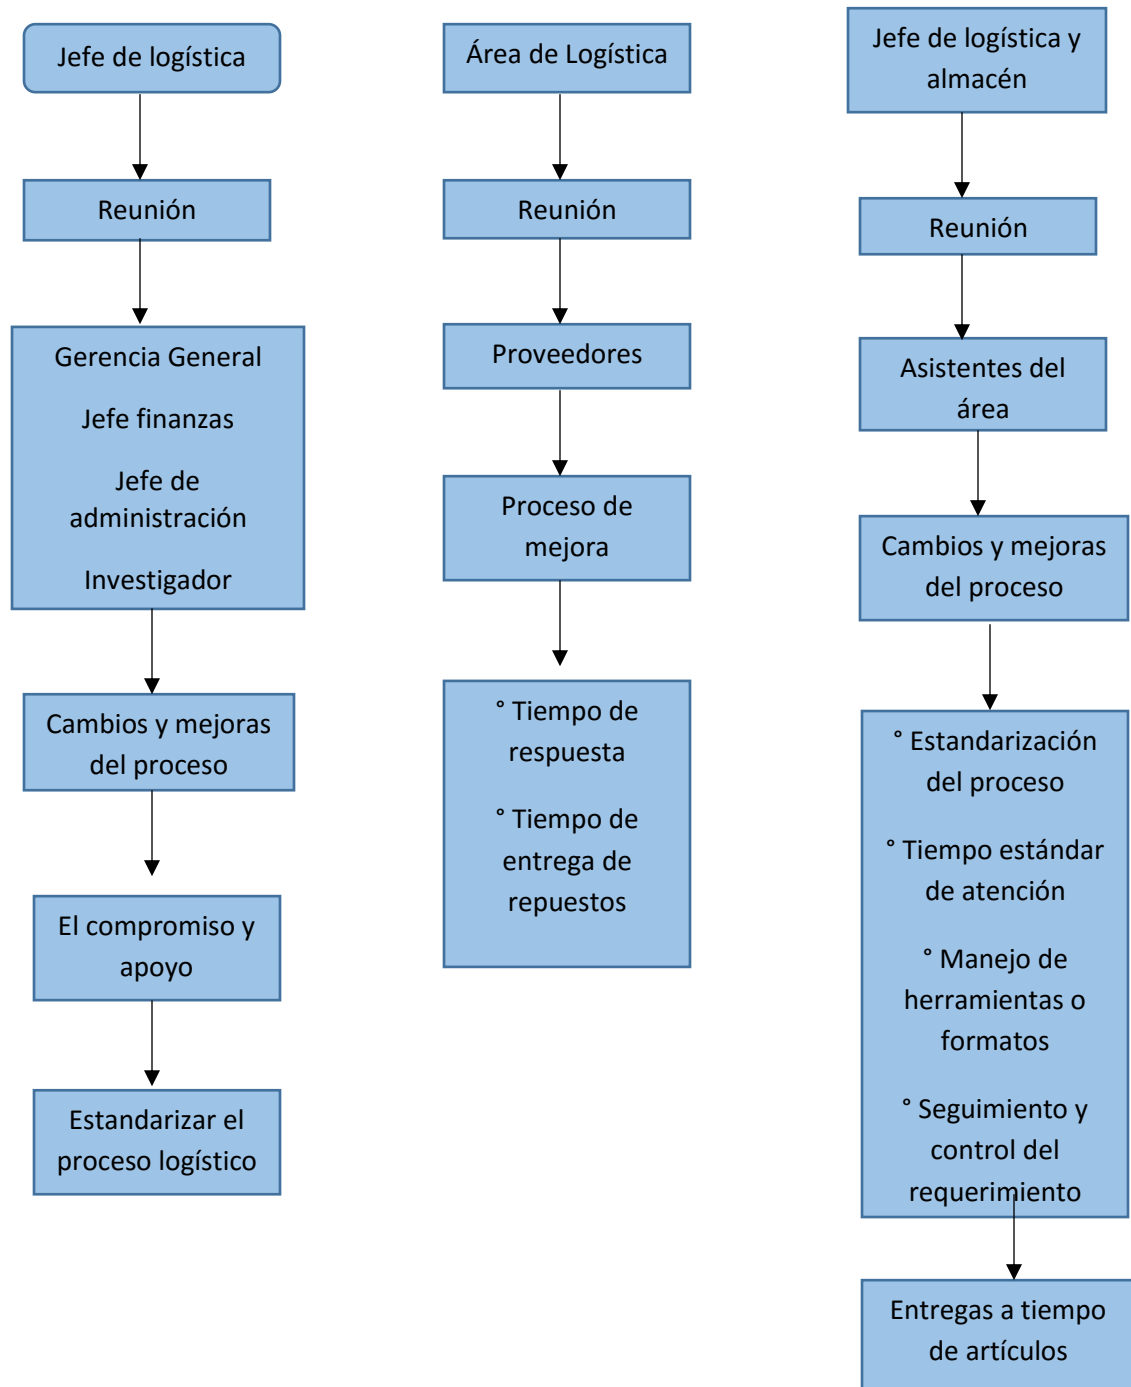 Jefe de logística
Reunión
Gerencia General
Jefe finanzas
Jefe de
administración
Investigador
Cambios y mejoras
del proceso
El compromiso y
apoyo
Estandarizar el
proceso logístico
Área de Logística
Reunión
Proveedores
Proceso de
mejora
° Tiempo de
respuesta
° Tiempo de
entrega de
repuestos
Jefe de logística y
almacén
Reunión
Asistentes del
área
Cambios y mejoras
del proceso
° Estandarización
del proceso
° Tiempo estándar
de atención
° Manejo de
herramientas o
formatos
° Seguimiento y
control del
requerimiento
Entregas a tiempo
de artículos